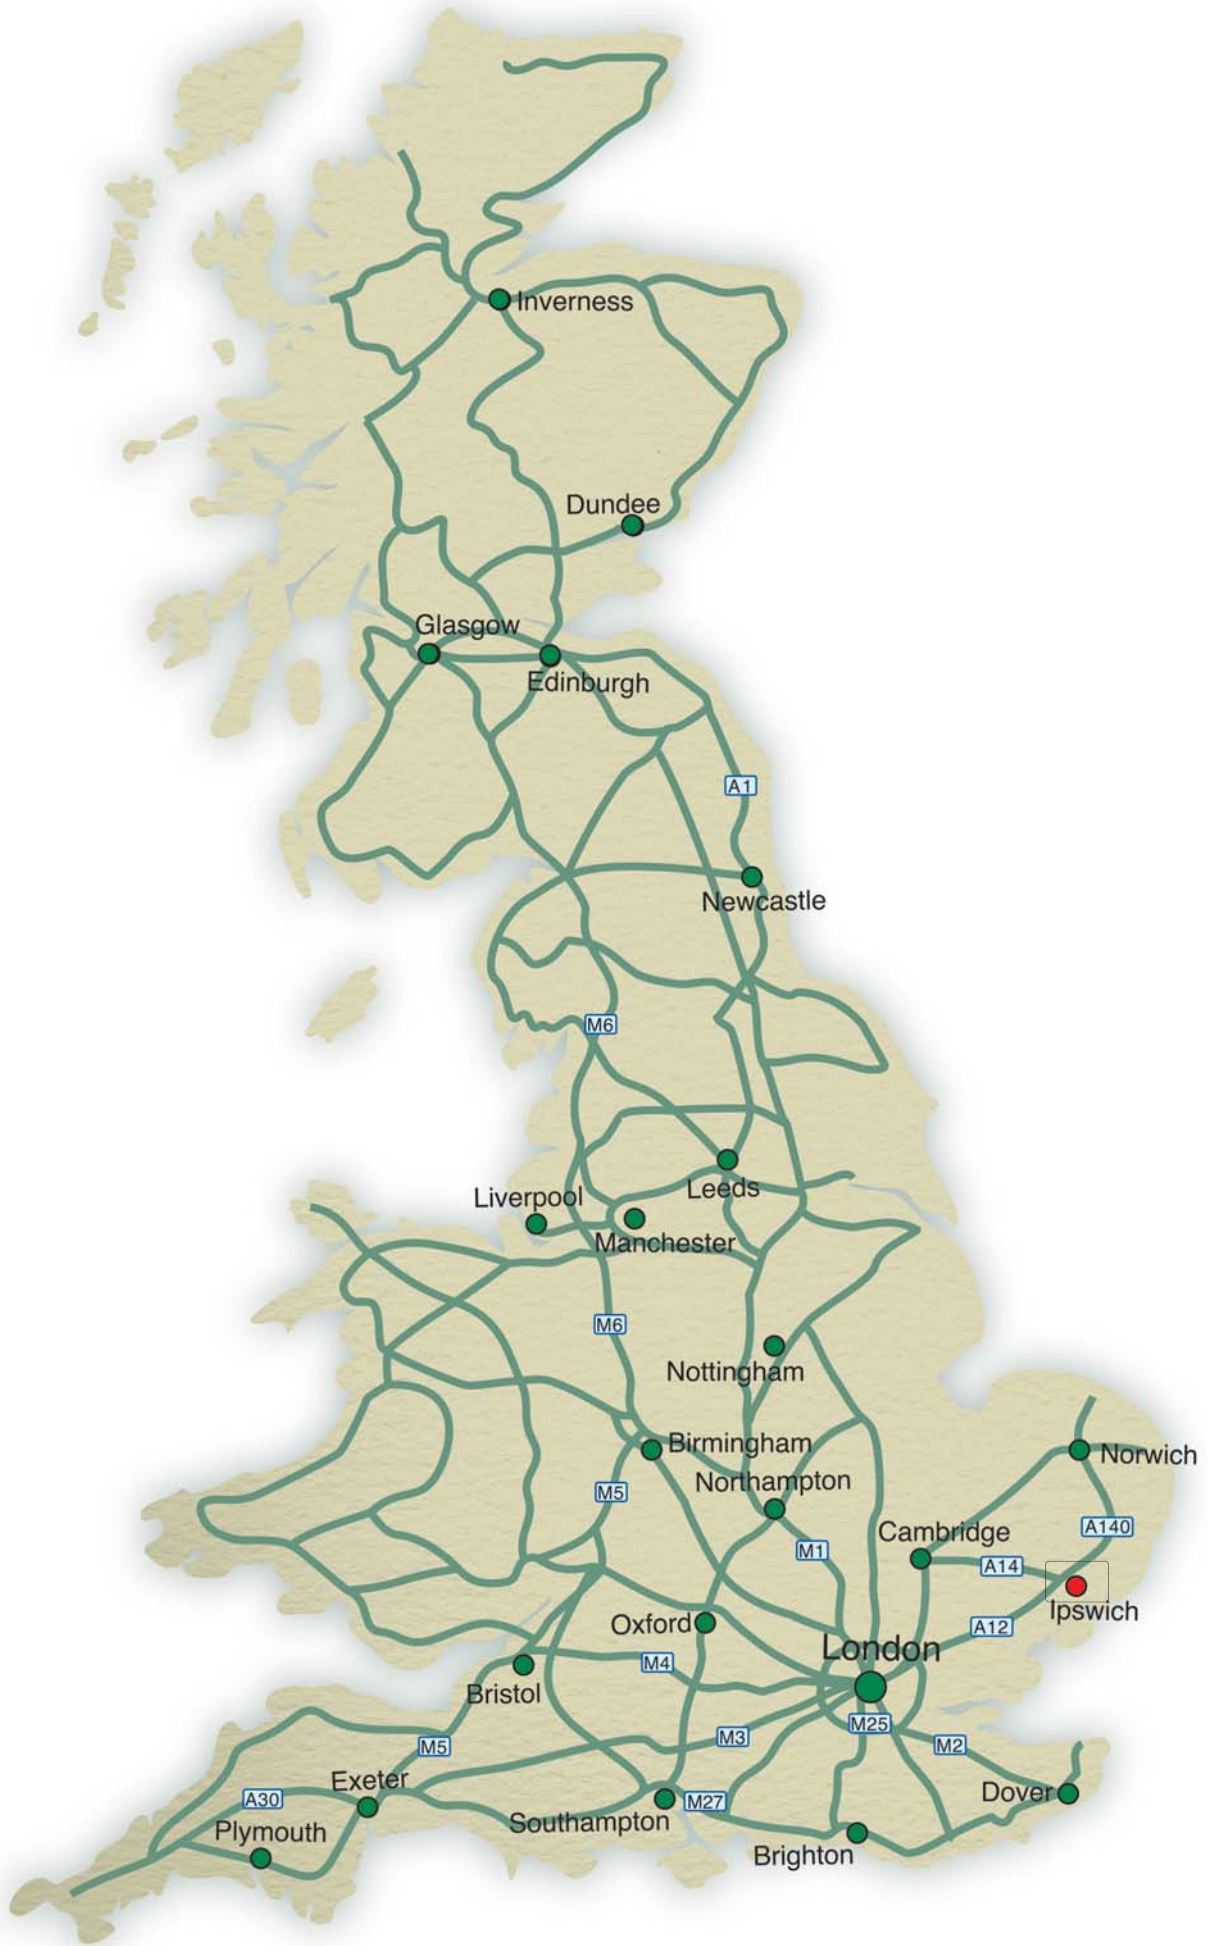 Inverness
Dundee
Glasgow
Edinburgh
A1
Newcastle
M6
Leeds
Liverpool
Manchester
M6
Nottingham
Birmingham
Norwich
Northampton
M5
A140
Cambridge
M1
A14
Ipswich
Oxford
A12
London
M4
Bristol
M25
M3
M2
M5
Exeter
Dover
A30
M27
Southampton
Plymouth
Brighton